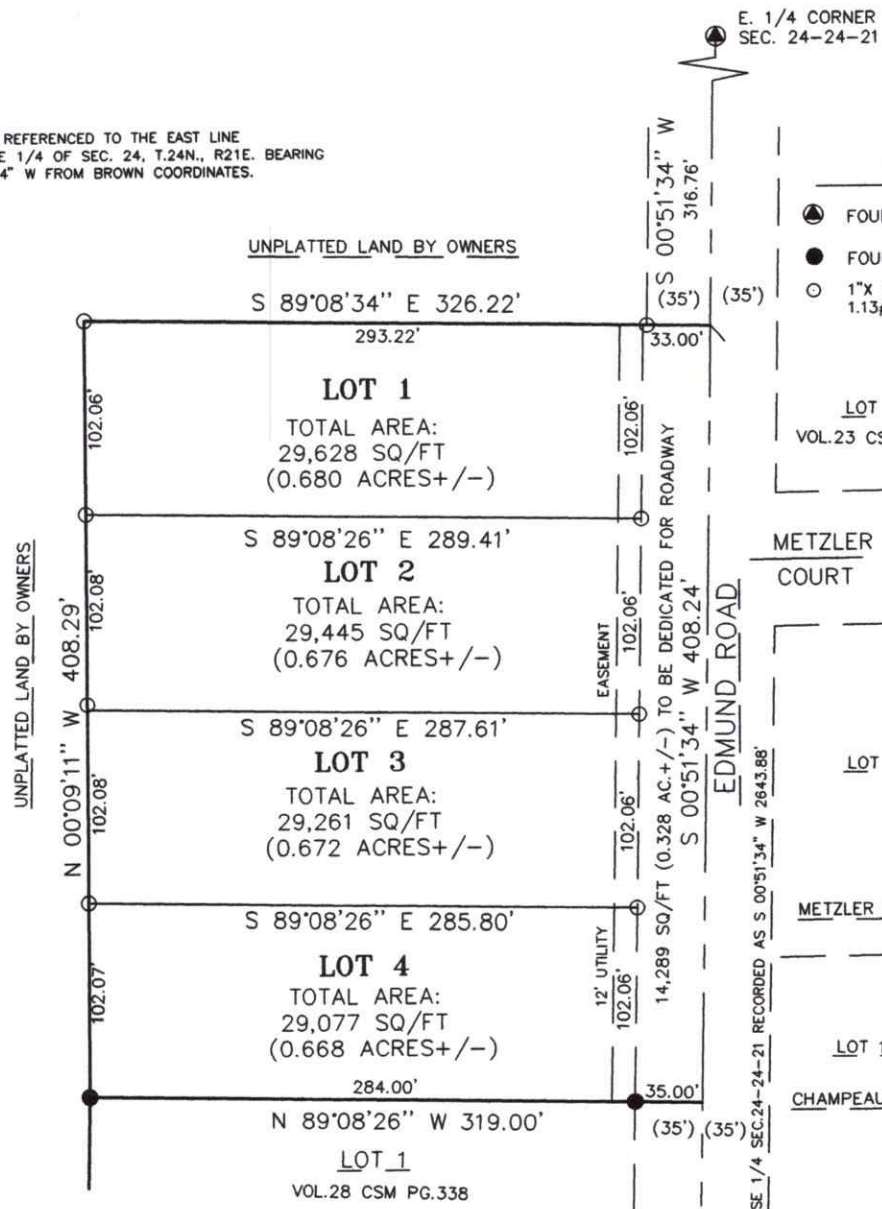 E. 1/4 CORNER
SEC. 24-24-21
REFERENCED TO THE EAST LINE
E 1/4 OF SEC. 24, T.24N., R21E. BEARING
4" W FROM BROWN COORDINATES.
S 00°51'34" W
316.76'
UNPLATTED LAND BY OWNERS
S 89°08'34" E 326.22'
293.22'
33.00'
(35')
(35')
FOU
FOU
1"X
1.13
LOT
VOL.23 CS
LOT 1
TOTAL AREA:
29,628 SQ/FT
(0.680 ACRES+/-)
102.06'
102.06'
S 89°08'26" E 289.41'
LOT 2
TOTAL AREA:
29,445 SQ/FT
(0.676 ACRES+/-)
102.08'
102.06'
METZLER
COURT
UNPLATTED LAND BY OWNERS
N 00°09'11" W 408.29'
EASEMENT
14,289 SQ/FT (0.328 AC.+/-) TO BE DEDICATED FOR ROADWAY
S 00°51'34" W 408.24'
EDMUND ROAD
S 89°08'26" E 287.61'
LOT 3
TOTAL AREA:
29,261 SQ/FT
(0.672 ACRES+/-)
102.08'
102.06'
LOT
SE 1/4 SEC.24-24-21 RECORDED AS S 00°51'34" W 2643.88'
S 89°08'26" E 285.80'
LOT 4
TOTAL AREA:
29,077 SQ/FT
(0.668 ACRES+/-)
102.07'
12' UTILITY
102.06'
METZLER
LOT 1
CHAMPEAU
284.00'
35.00'
N 89°08'26" W 319.00'
(35')
(35')
LOT 1
VOL.28 CSM PG.338